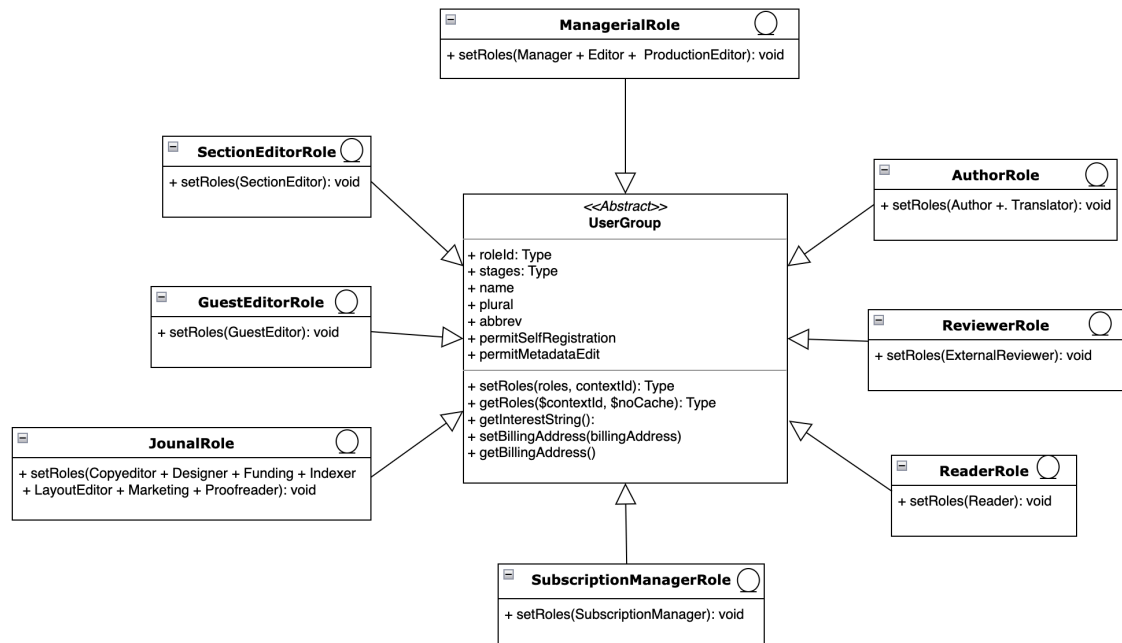 ManagerialRole
+ setRoles(Manager + Editor +  ProductionEditor): void
SectionEditorRole
+ setRoles(SectionEditor): void
AuthorRole
+ setRoles(Author +. Translator): void
<<Abstract>>
UserGroup
+ roleId: Type
+ stages: Type
+ name
+ plural
+ abbrev
+ permitSelfRegistration
+ permitMetadataEdit
+ setRoles(roles, contextId): Type
+ getRoles($contextId, $noCache): Type
+ getInterestString():
+ setBillingAddress(billingAddress)
+ getBillingAddress()
GuestEditorRole
+ setRoles(GuestEditor): void
ReviewerRole
+ setRoles(ExternalReviewer): void
JounalRole
+ setRoles(Copyeditor + Designer + Funding + Indexer
+ LayoutEditor + Marketing + Proofreader): void
ReaderRole
+ setRoles(Reader): void
SubscriptionManagerRole
+ setRoles(SubscriptionManager): void